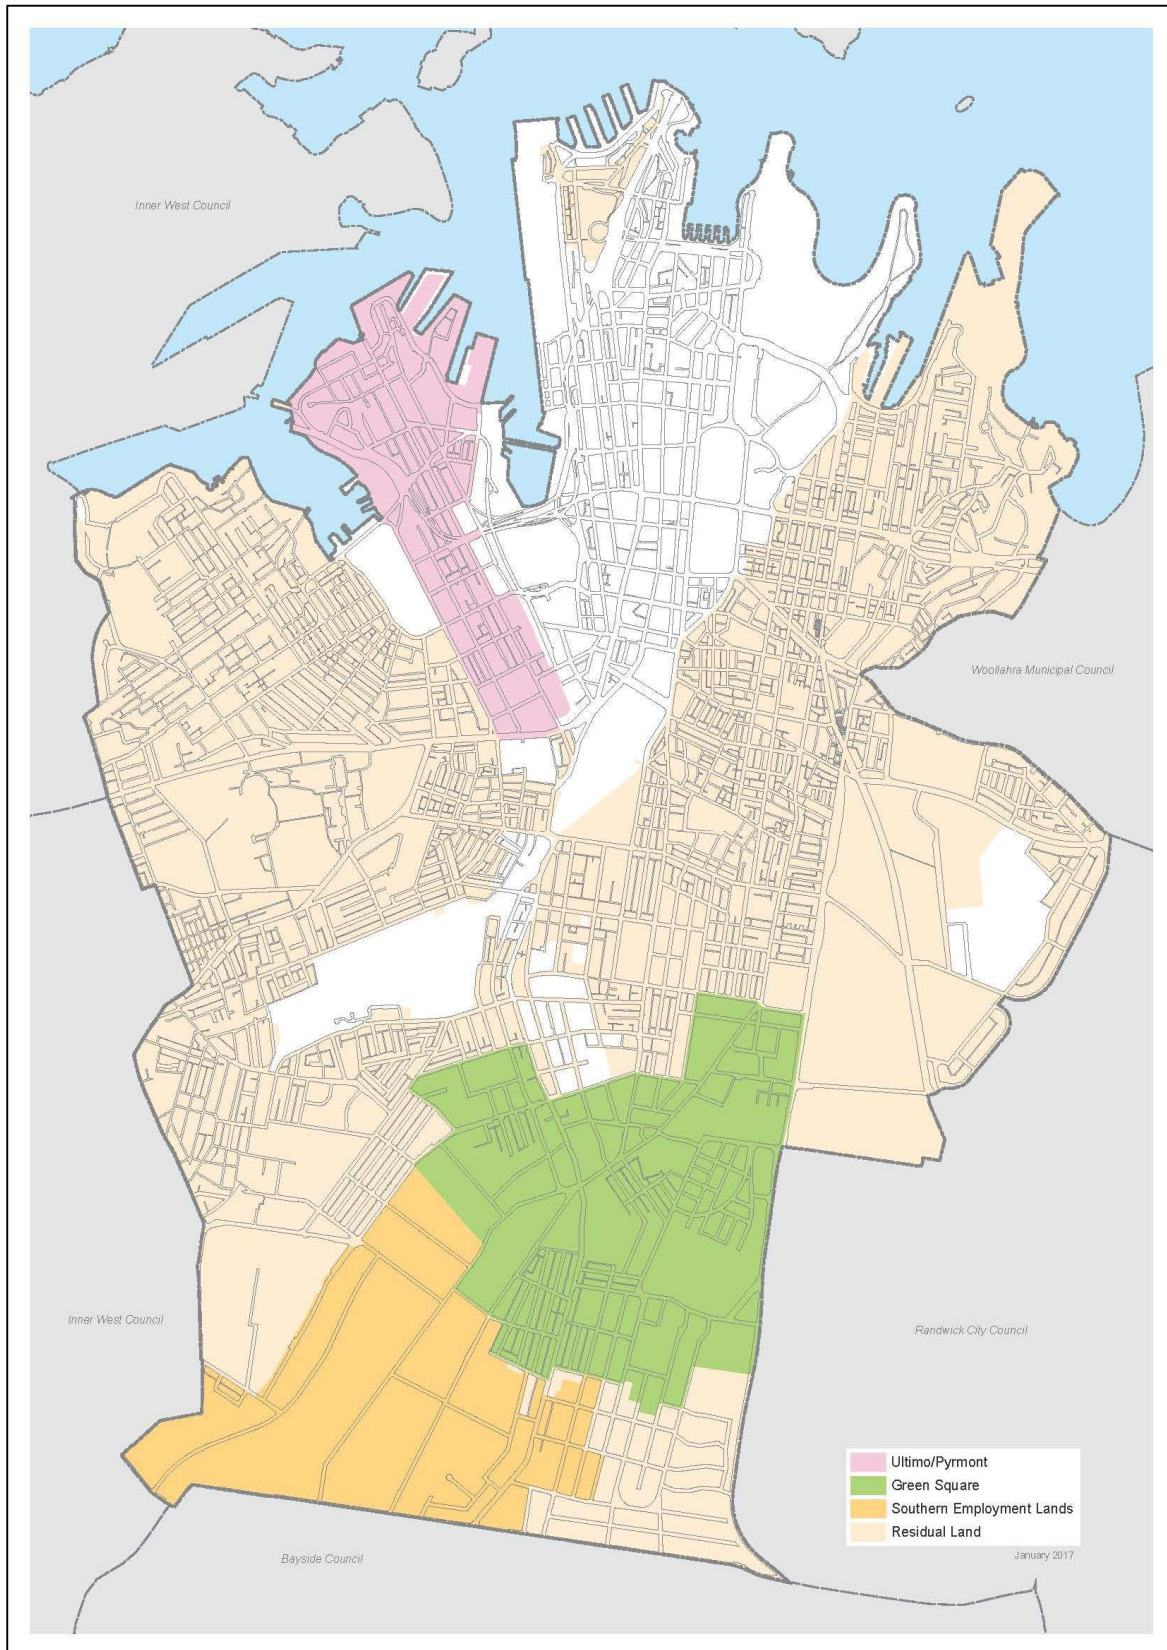 Inner West Council
Woollahra Municipal Council
Inner West Council
Randwick City Council
Ultimo/Pyrmont
Green Square
Southern Employment Lands
Residual Land
January 2017
Bayside Council